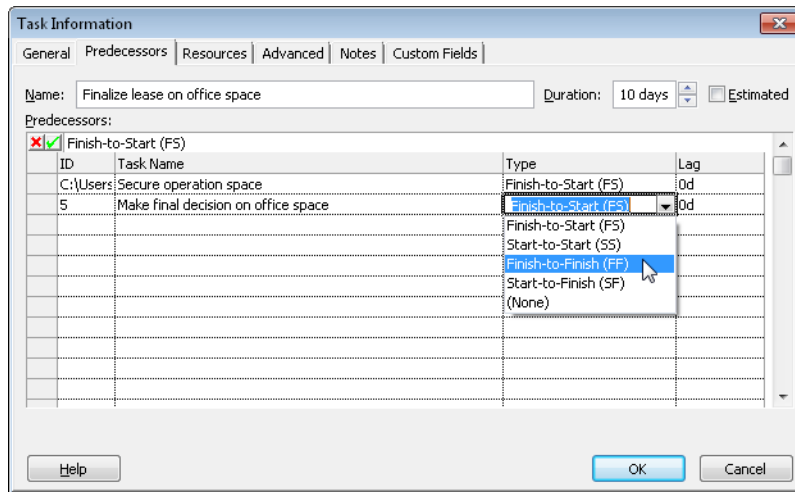 Task Information
General Predecessors Resources Advanced Notes Custom Fields
Name: Finalize lease on office space Duration: 10 days Estimated
Predecessors:
Finish-to-Start (FS)
ID Task Name Type Lag
C:\Users Secure operation space Finish-to-Start (FS) 0d
5 Make final decision on office space Finish-to-Start (FS) 0d
Finish-to-Start (FS)
Start-to-Start (SS)
Finish-to-Finish (FF)
Start-to-Finish (SF)
(None)
Help OK Cancel